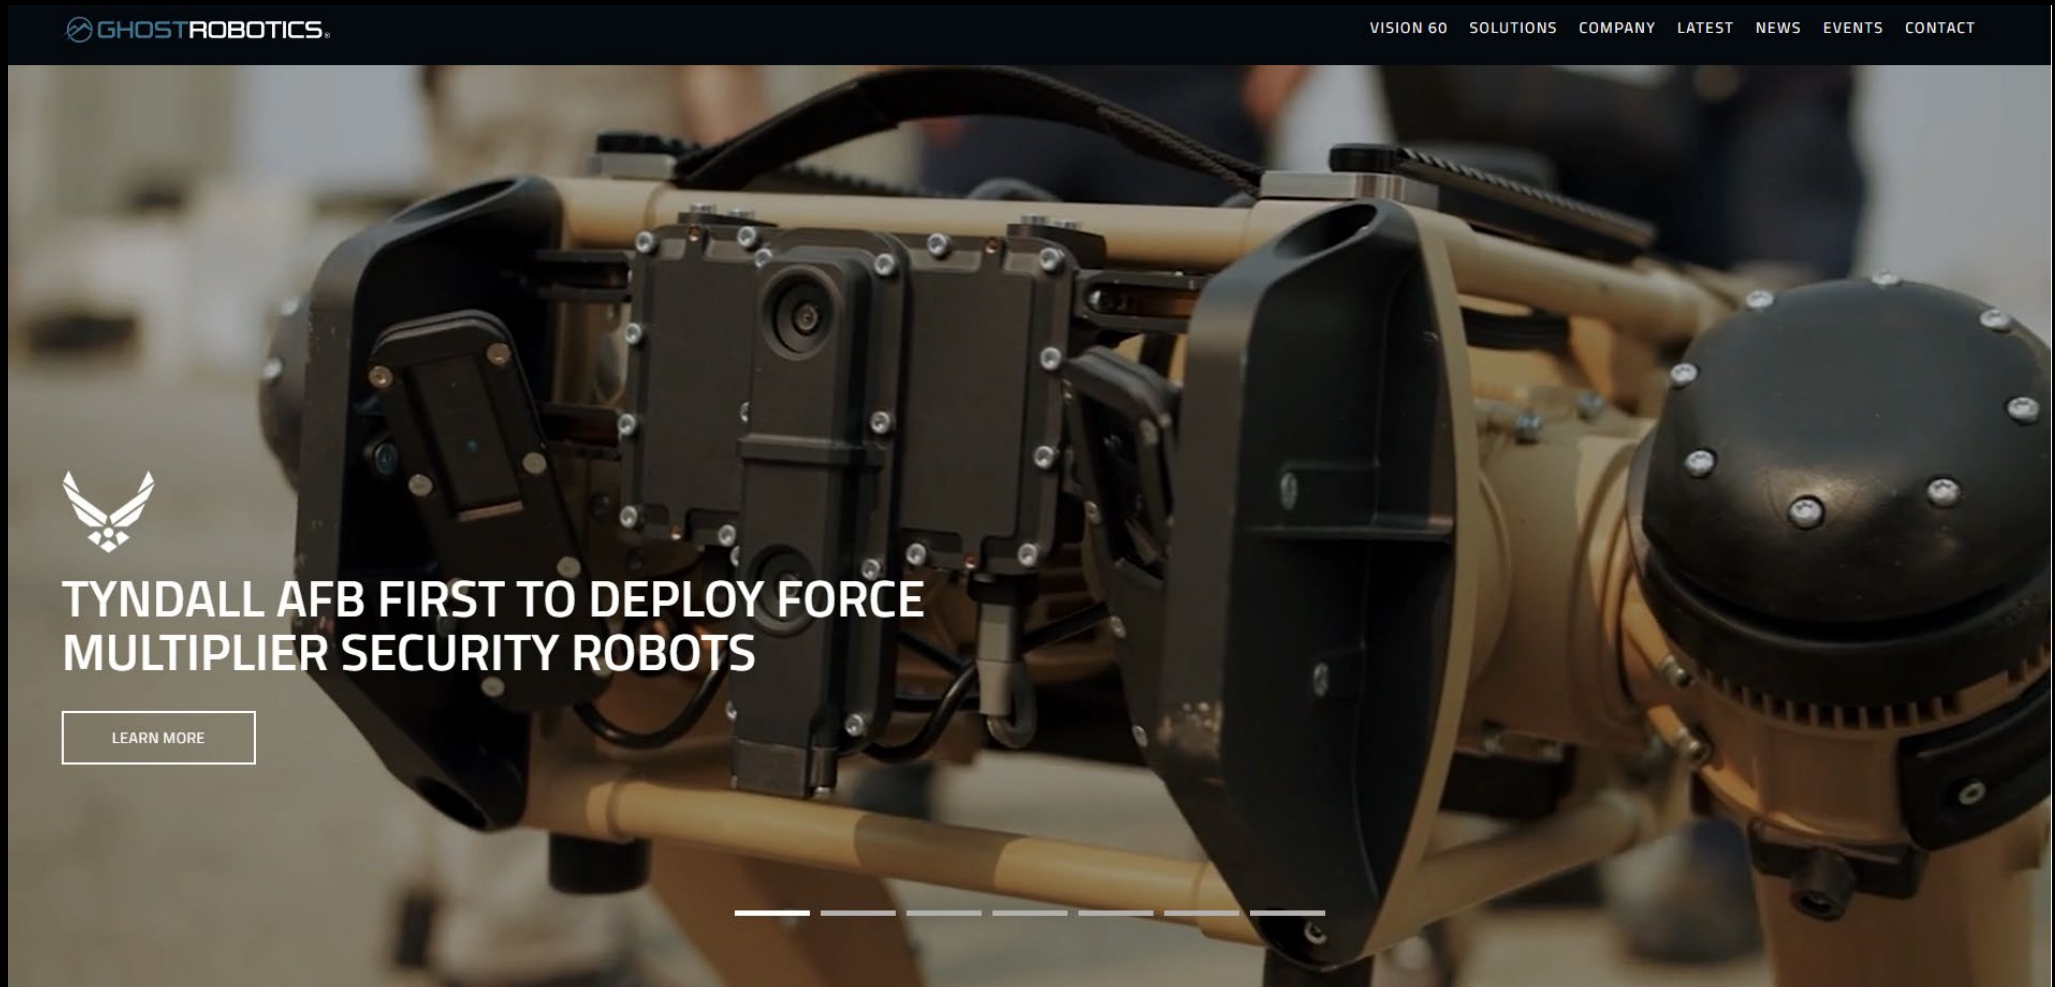 GHOSTROBOTICS®
VISION 60 SOLUTIONS COMPANY LATEST NEWS EVENTS CONTACT
TYNDALL AFB FIRST TO DEPLOY FORCE
MULTIPLIER SECURITY ROBOTS
LEARN MORE